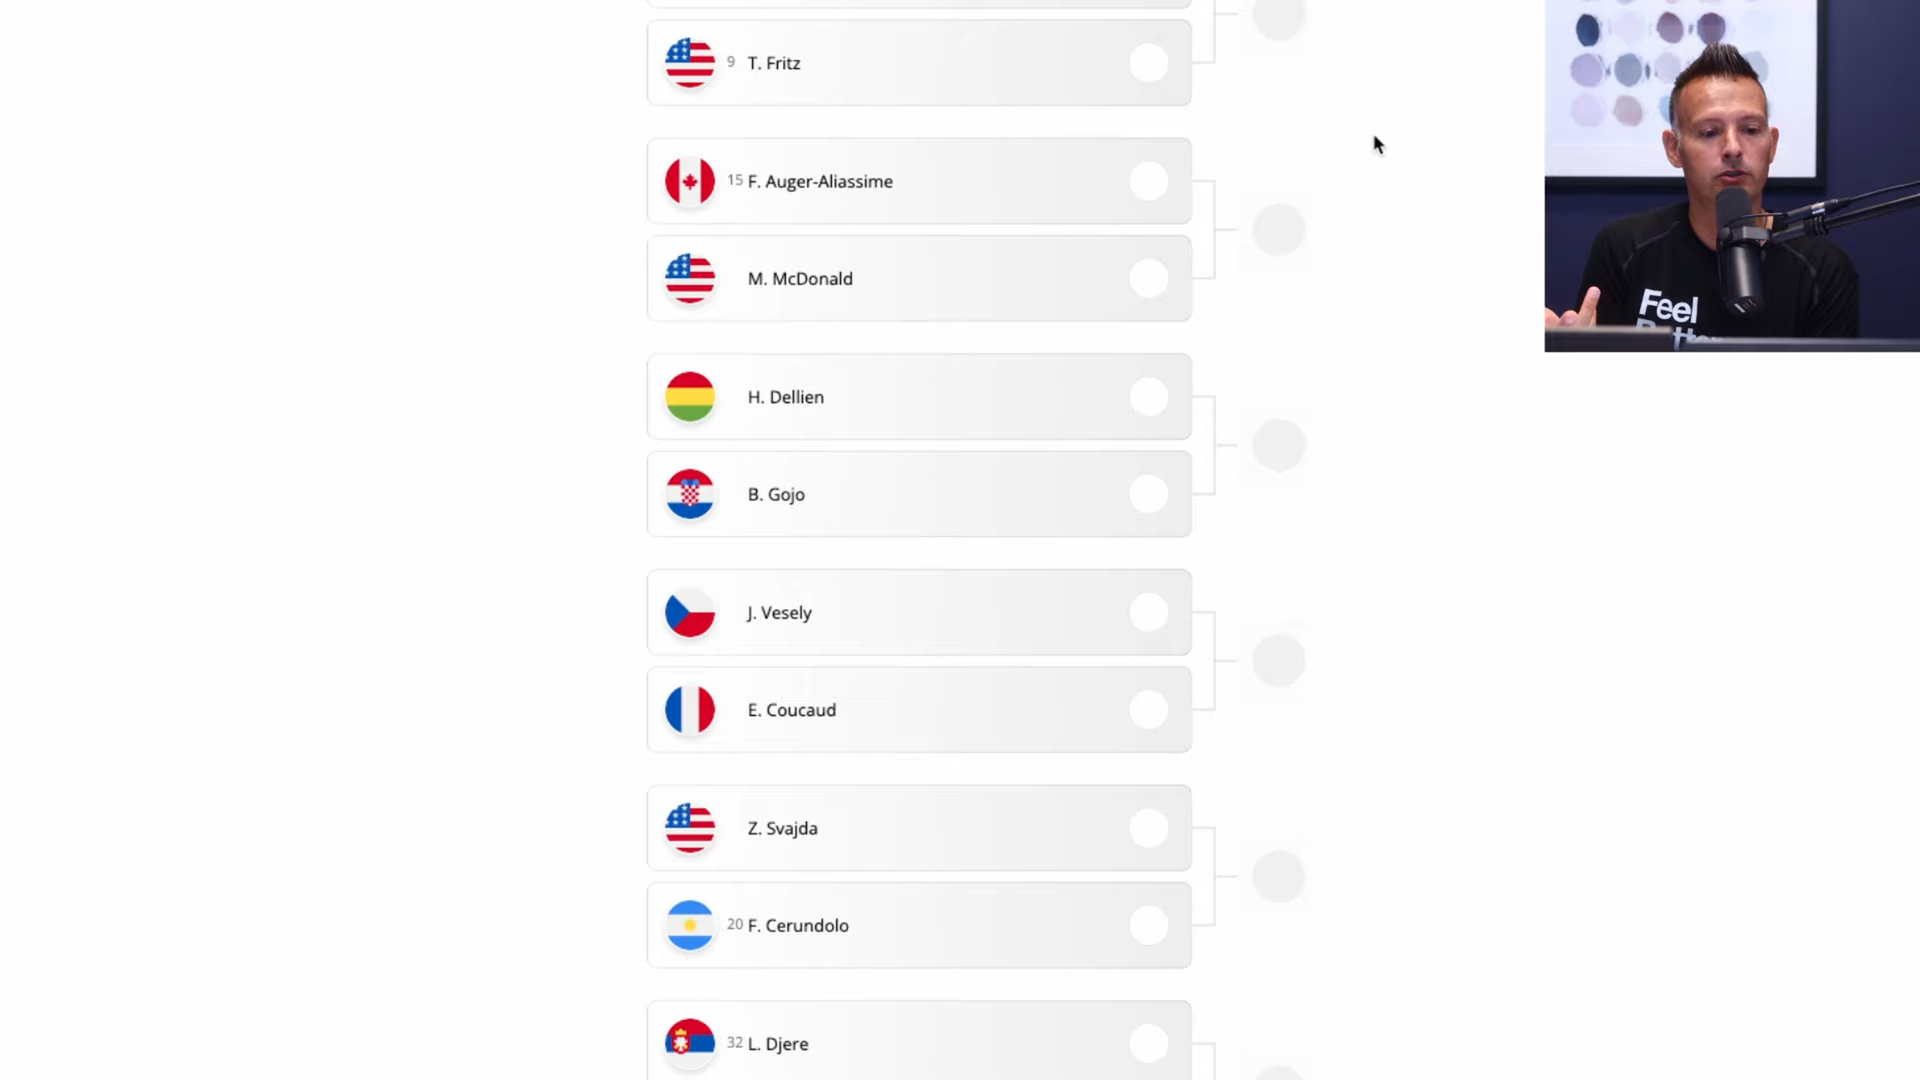 9 T. Fritz
15 F. Auger-Aliassime
M. McDonald
H. Dellien
B. Gojo
J. Vesely
E. Coucaud
Z. Svajda
20 F. Cerundolo
32 L. Djere
Feel